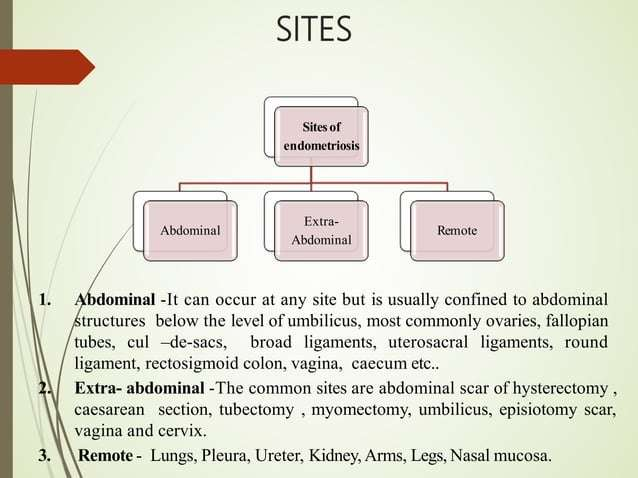 SITES
Sites of
endometriosis
Abdominal
Extra-
Abdominal
Remote
1. Abdominal -It can occur at any site but is usually confined to abdominal
structures below the level of umbilicus, most commonly ovaries, fallopian
tubes, cul –de-sacs, broad ligaments, uterosacral ligaments, round
ligament, rectosigmoid colon, vagina, caecum etc..
2. Extra- abdominal -The common sites are abdominal scar of hysterectomy ,
caesarean section, tubectomy , myomectomy, umbilicus, episiotomy scar,
vagina and cervix.
3. Remote - Lungs, Pleura, Ureter, Kidney, Arms, Legs, Nasal mucosa.